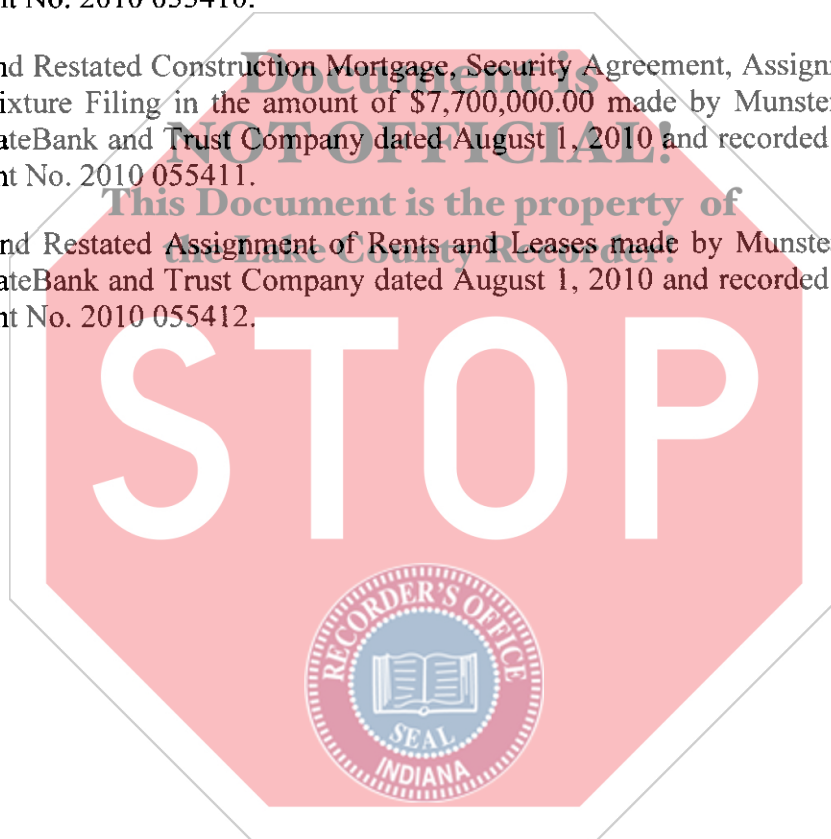 nt No. 2010 055410.
nd Restated Construction Mortgage, Security Agreement, Assign
ixture Filing in the amount of $7,700,000.00 made by Munste
ateBank and Trust Company dated August 1, 2010 and recorded
nt No. 2010 055411.
nd Restated Assignment of Rents and Leases made by Munste
ateBank and Trust Company dated August 1, 2010 and recorded
nt No. 2010 055412.
Document is
NOT OFFICIAL!
This Document is the property of
the Lake County Recorder!
STOP
RECORDER'S OFFICE
SEAL
INDIANA